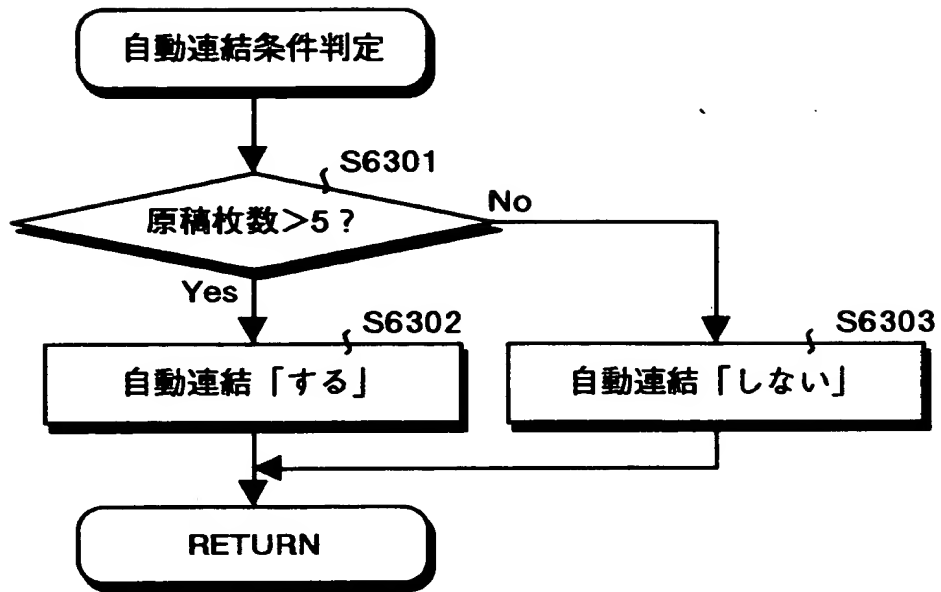 自動連結条件判定
S6301
原稿枚数>5?
No
Yes
S6302
S6303
自動連結「する」
自動連結「しない」
RETURN